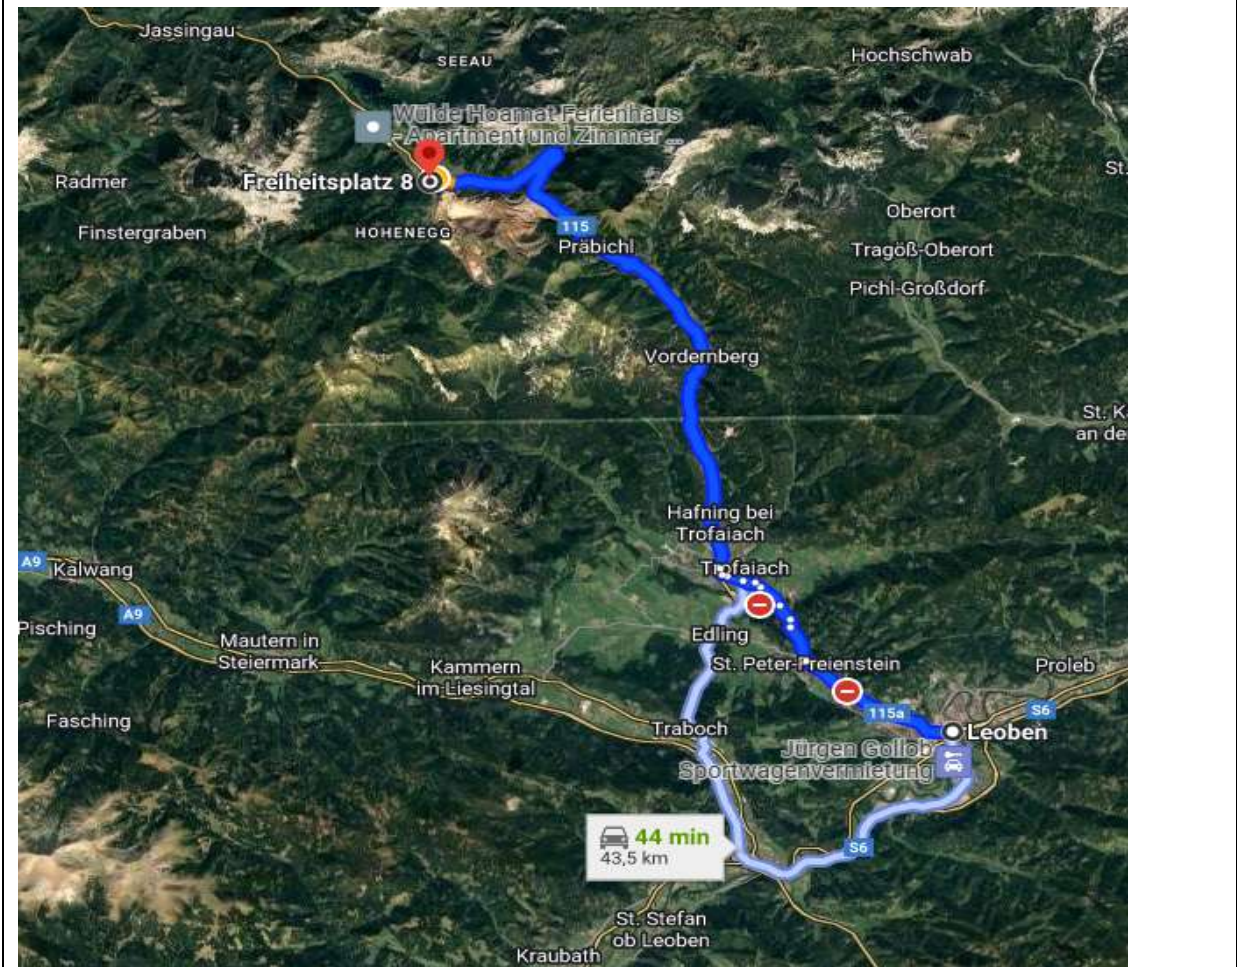 Jassingau
SEEAU
Hochschwab
Wülde Hoamat Ferienhaus
- Apartment und Zimmer ...
St.
Radmer
Freiheitsplatz 8
Oberort
Finstergraben
HOHENEGG
115
Präbichl
Tragöß-Oberort
Pichl-Großdorf
Vordernberg
St. K
an de
Hafning bei
Trofaiach
A9
Kalwang
Trofaiach
A9
Pisching
Mautern in
Steiermark
Edling
Kammern
im Liesingtal
St. Peter-Freienstein
Proleb
Fasching
115a
S6
Traboch
Leoben
Jürgen Gollob
Sportwagenvermietung
44 min
43,5 km
S6
St. Stefan
ob Leoben
Kraubath